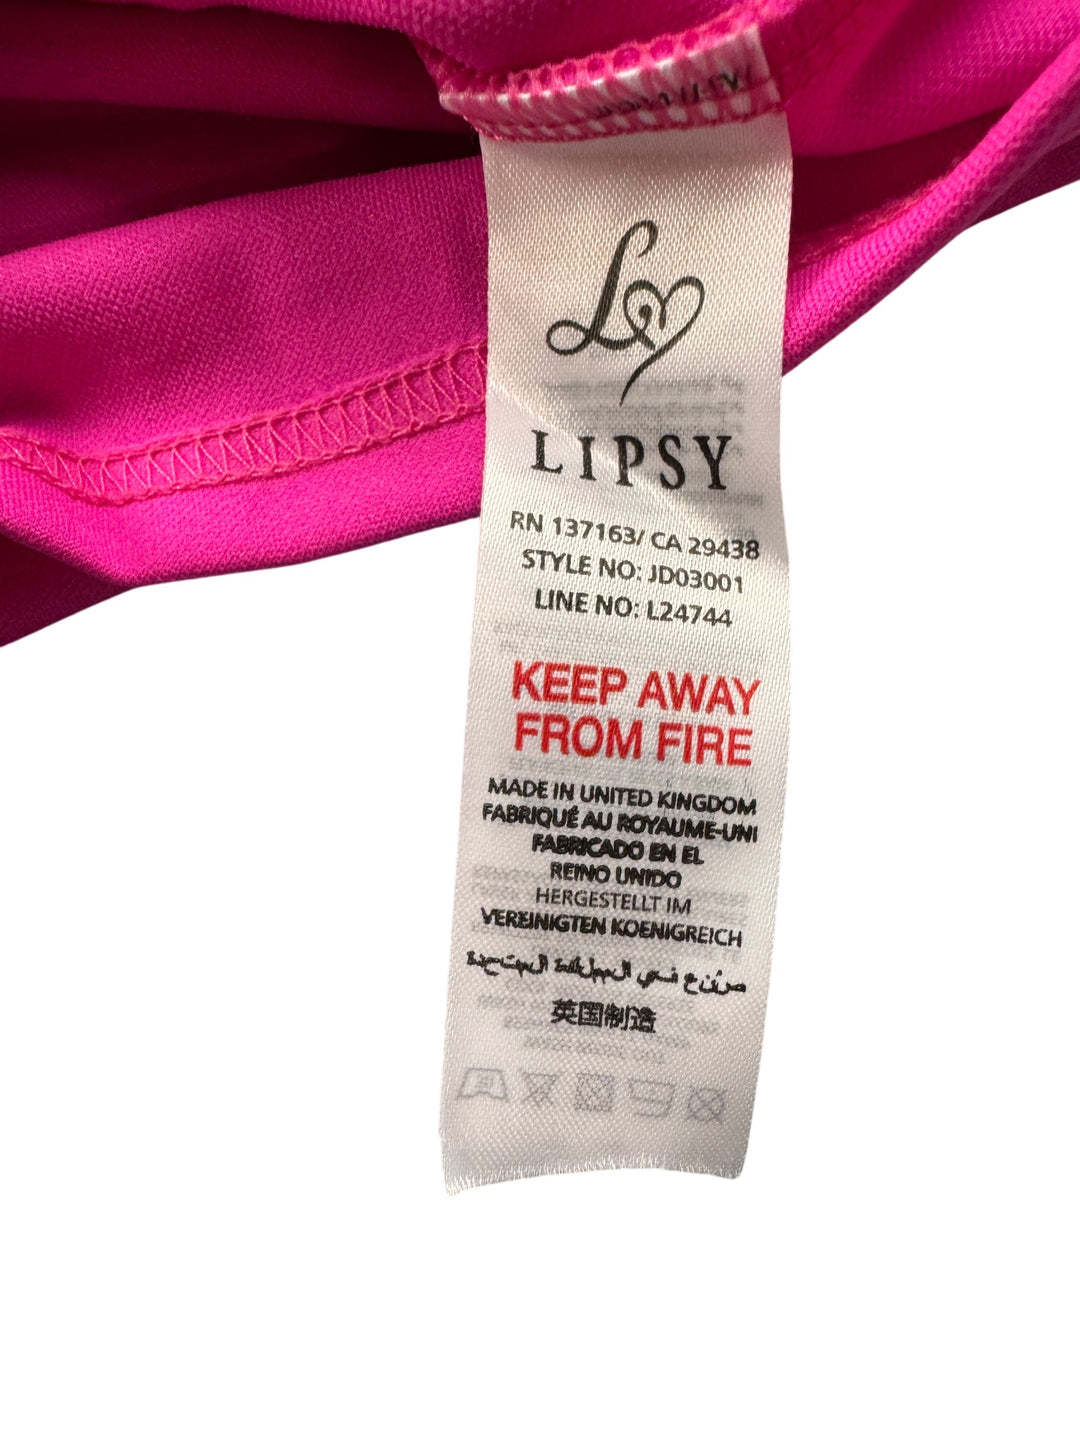 LIPSY
RN 137163/ CA 29438
STYLE NO: JD03001
LINE NO: L24744
KEEP AWAY
FROM FIRE
MADE IN UNITED KINGDOM
FABRIQUÉ AU ROYAUME-UNI
FABRICADO EN EL
REINO UNIDO
HERGESTELLT IM
VEREINIGTEN KOENIGREICH
صنع في المملكة المتحدة
英国制造